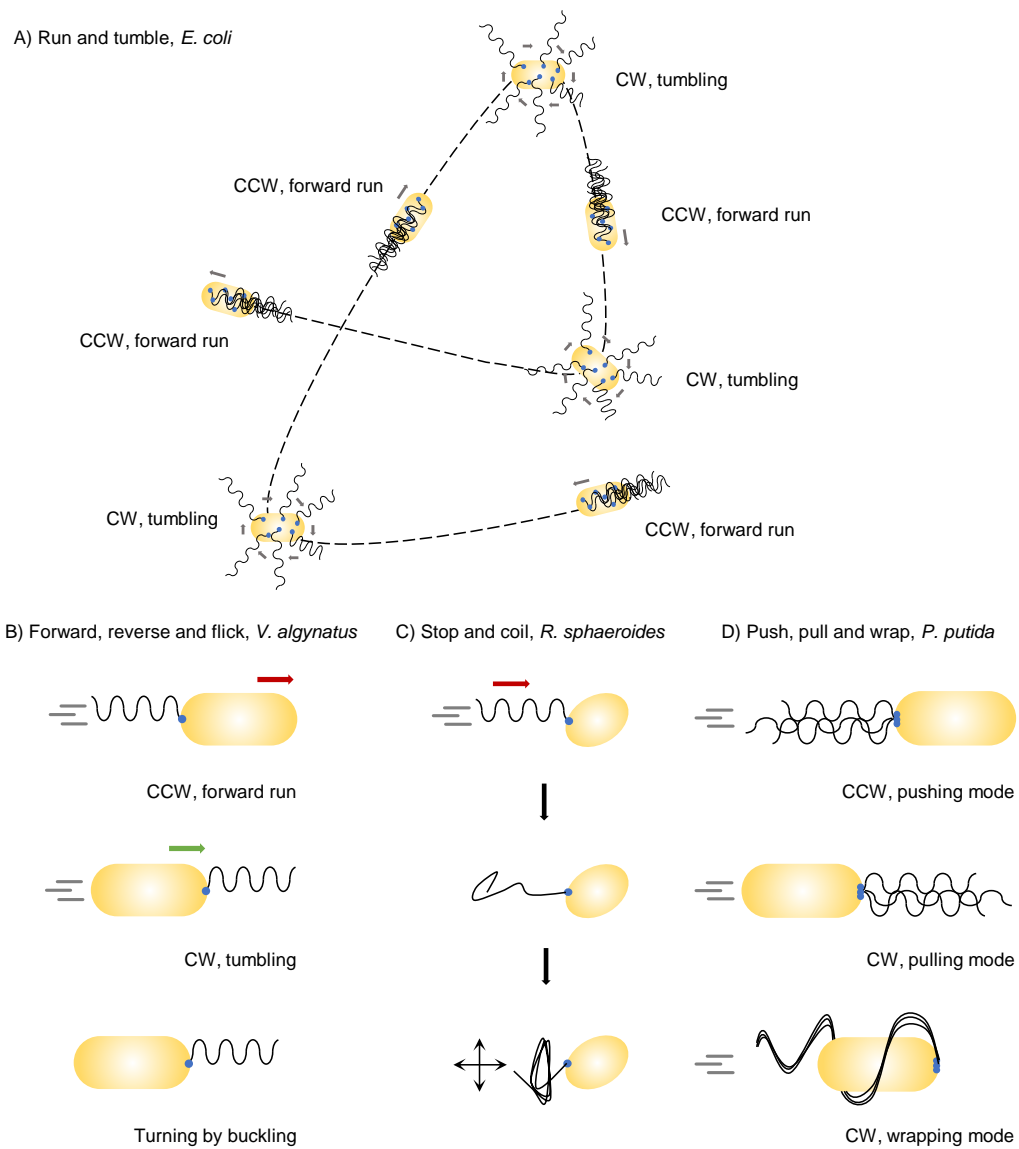 A) Run and tumble, E. coli
CW, tumbling
CCW, forward run
CCW, forward run
CCW, forward run
CW, tumbling
CW, tumbling
CCW, forward run
B) Forward, reverse and flick, V. algynatus
C) Stop and coil, R. sphaeroides
D) Push, pull and wrap, P. putida
CCW, forward run
CCW, pushing mode
CW, tumbling
CW, pulling mode
Turning by buckling
CW, wrapping mode